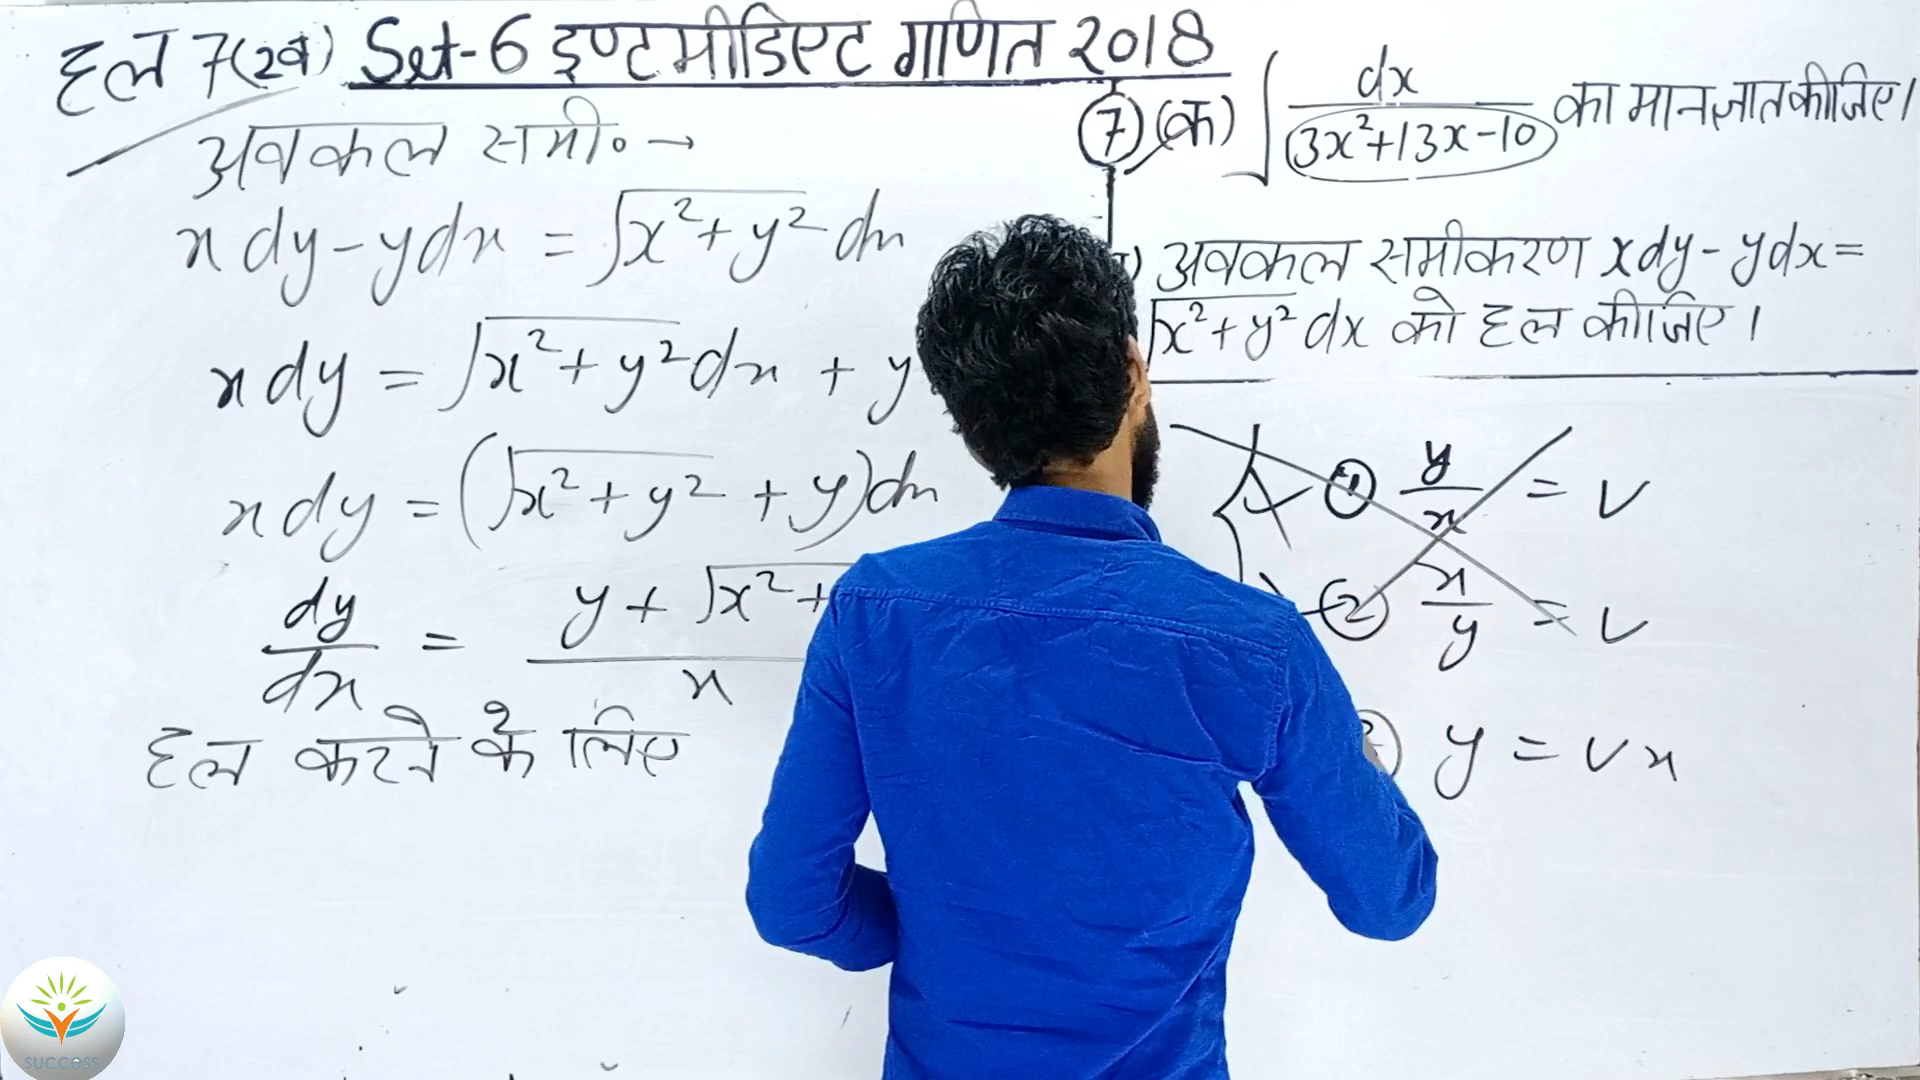 हल 7(ख) Set-6 इण्टमीडिएट गणित 2018
अवकल समी० →
x dy - y dx = √x²+y² dx
x dy = √x²+y² dx + y
x dy = (√x²+y² + y) dx
dy/dx = y + √x²+ / x
हल करने के लिए
⑦ (क) ∫ dx / 3x²+13x-10 का मान ज्ञात कीजिए।
) अवकल समीकरण x dy - y dx =
√x²+y² dx को हल कीजिए।
① y/x = v
② x/y = v
y = vx
SUCCESS